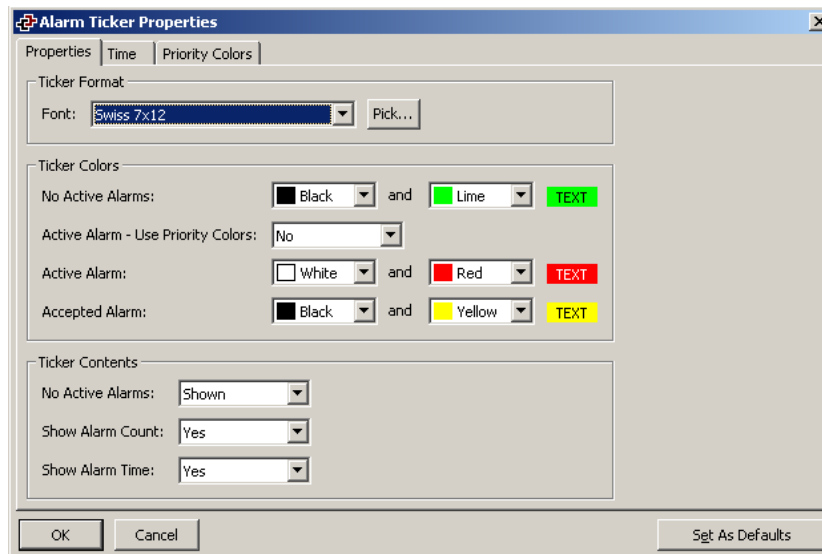 Alarm Ticker Properties
Properties Time Priority Colors
Ticker Format
Font: Swiss 7x12 Pick...
Ticker Colors
No Active Alarms: Black and Lime TEXT
Active Alarm - Use Priority Colors: No
Active Alarm: White and Red TEXT
Accepted Alarm: Black and Yellow TEXT
Ticker Contents
No Active Alarms: Shown
Show Alarm Count: Yes
Show Alarm Time: Yes
OK Cancel Set As Defaults